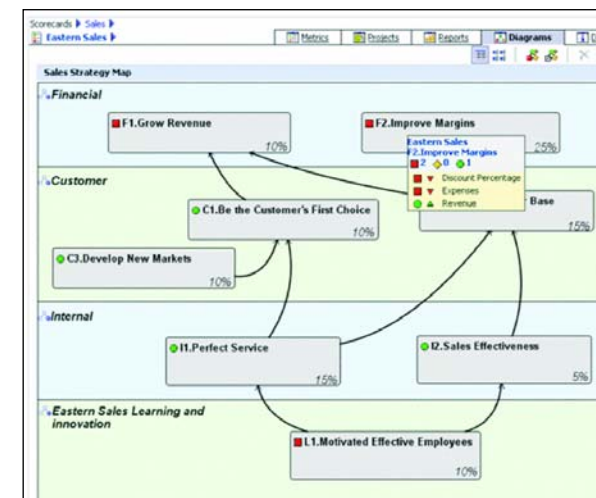 Scorecards Sales
Eastern Sales
Metrics Projects Reports Diagrams
Sales Strategy Map
Financial
F1.Grow Revenue
10%
F2.Improve Margins
25%
Eastern Sales
F2.Improve Margins
2 0 1
Discount Percentage
Expenses
Revenue
Customer
C1.Be the Customer's First Choice
10%
Base
15%
C3.Develop New Markets
10%
Internal
I1.Perfect Service
15%
I2.Sales Effectiveness
5%
Eastern Sales Learning and
innovation
L1.Motivated Effective Employees
10%